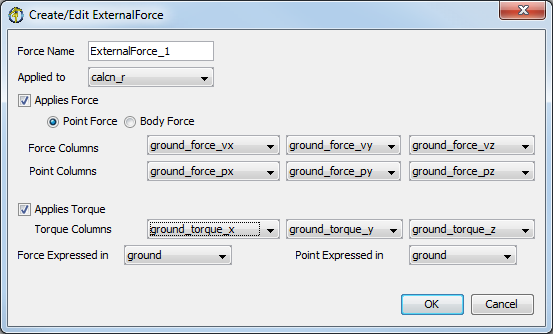 Create/Edit ExternalForce
Force Name ExternalForce_1
Applied to calcn_r
Applies Force
Point Force Body Force
Force Columns ground_force_vx ground_force_vy ground_force_vz
Point Columns ground_force_px ground_force_py ground_force_pz
Applies Torque
Torque Columns ground_torque_x ground_torque_y ground_torque_z
Force Expressed in ground Point Expressed in ground
OK Cancel